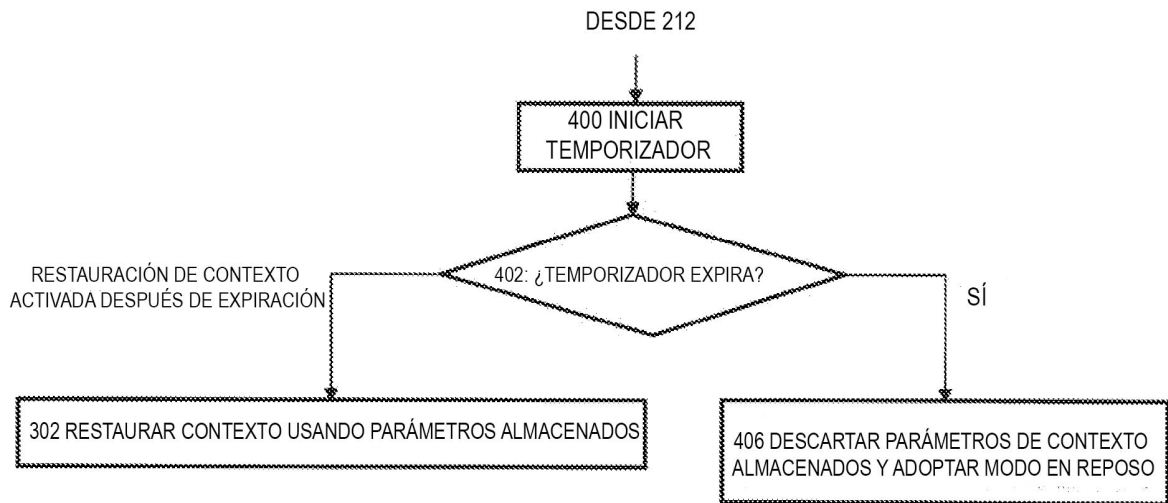 DESDE 212
400 INICIAR
TEMPORIZADOR
402: ¿TEMPORIZADOR EXPIRA?
RESTAURACIÓN DE CONTEXTO
ACTIVADA DESPUÉS DE EXPIRACIÓN
SÍ
302 RESTAURAR CONTEXTO USANDO PARÁMETROS ALMACENADOS
406 DESCARTAR PARÁMETROS DE CONTEXTO
ALMACENADOS Y ADOPTAR MODO EN REPOSO